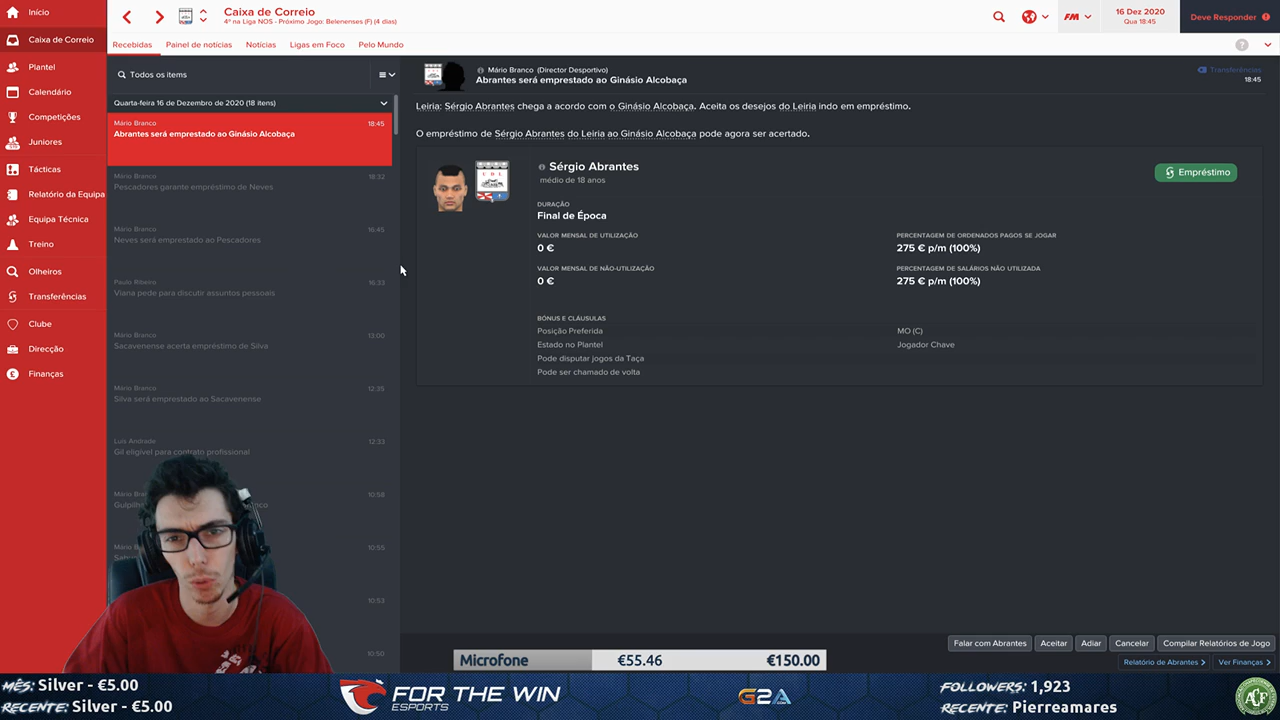 Início
Caixa de Correio
Plantel
Calendário
Competições
Juniores
Tácticas
Relatório da Equipa
Equipa Técnica
Treino
Olheiros
Transferências
Clube
Direcção
Finanças
Caixa de Correio
4º na Liga NOS - Próximo Jogo: Belenenses (F) (4 dias)
FM
16 Dez 2020
Qua 18:45
Deve Responder
Recebidas Painel de notícias Notícias Ligas em Foco Pelo Mundo
Todos os items
Quarta-feira 16 de Dezembro de 2020 (18 itens)
Mário Branco 18:45
Abrantes será emprestado ao Ginásio Alcobaça
Mário Branco 18:32
Pescadores garante empréstimo de Neves
Mário Branco 16:45
Neves será emprestado ao Pescadores
Paulo Ribeiro 16:33
Viana pede para discutir assuntos pessoais
Mário Branco 13:00
Sacavenense acerta empréstimo de Silva
Mário Branco 12:35
Silva será emprestado ao Sacavenense
Luís Andrade 12:33
Gil elegível para contrato profissional
10:58
10:55
10:53
10:50
Mário Branco (Director Desportivo)
Abrantes será emprestado ao Ginásio Alcobaça
Transferências
18:45
Leiria: Sérgio Abrantes chega a acordo com o Ginásio Alcobaça. Aceita os desejos do Leiria indo em empréstimo.
O empréstimo de Sérgio Abrantes do Leiria ao Ginásio Alcobaça pode agora ser acertado.
Sérgio Abrantes
médio de 18 anos
Empréstimo
DURAÇÃO
Final de Época
VALOR MENSAL DE UTILIZAÇÃO PERCENTAGEM DE ORDENADOS PAGOS SE JOGAR
0 € 275 € p/m (100%)
VALOR MENSAL DE NÃO-UTILIZAÇÃO PERCENTAGEM DE SALÁRIOS NÃO UTILIZADA
0 € 275 € p/m (100%)
BÓNUS E CLÁUSULAS
Posição Preferida MO (C)
Estado no Plantel Jogador Chave
Pode disputar jogos da Taça
Pode ser chamado de volta
Falar com Abrantes Aceitar Adiar Cancelar Compilar Relatórios de Jogo
Relatório de Abrantes Ver Finanças
Microfone €55.46 €150.00
MÊS: Silver - €5.00
RECENTE: Silver - €5.00
FOR THE WIN
ESPORTS
G2A
FOLLOWERS: 1,923
RECENTE: Pierreamares